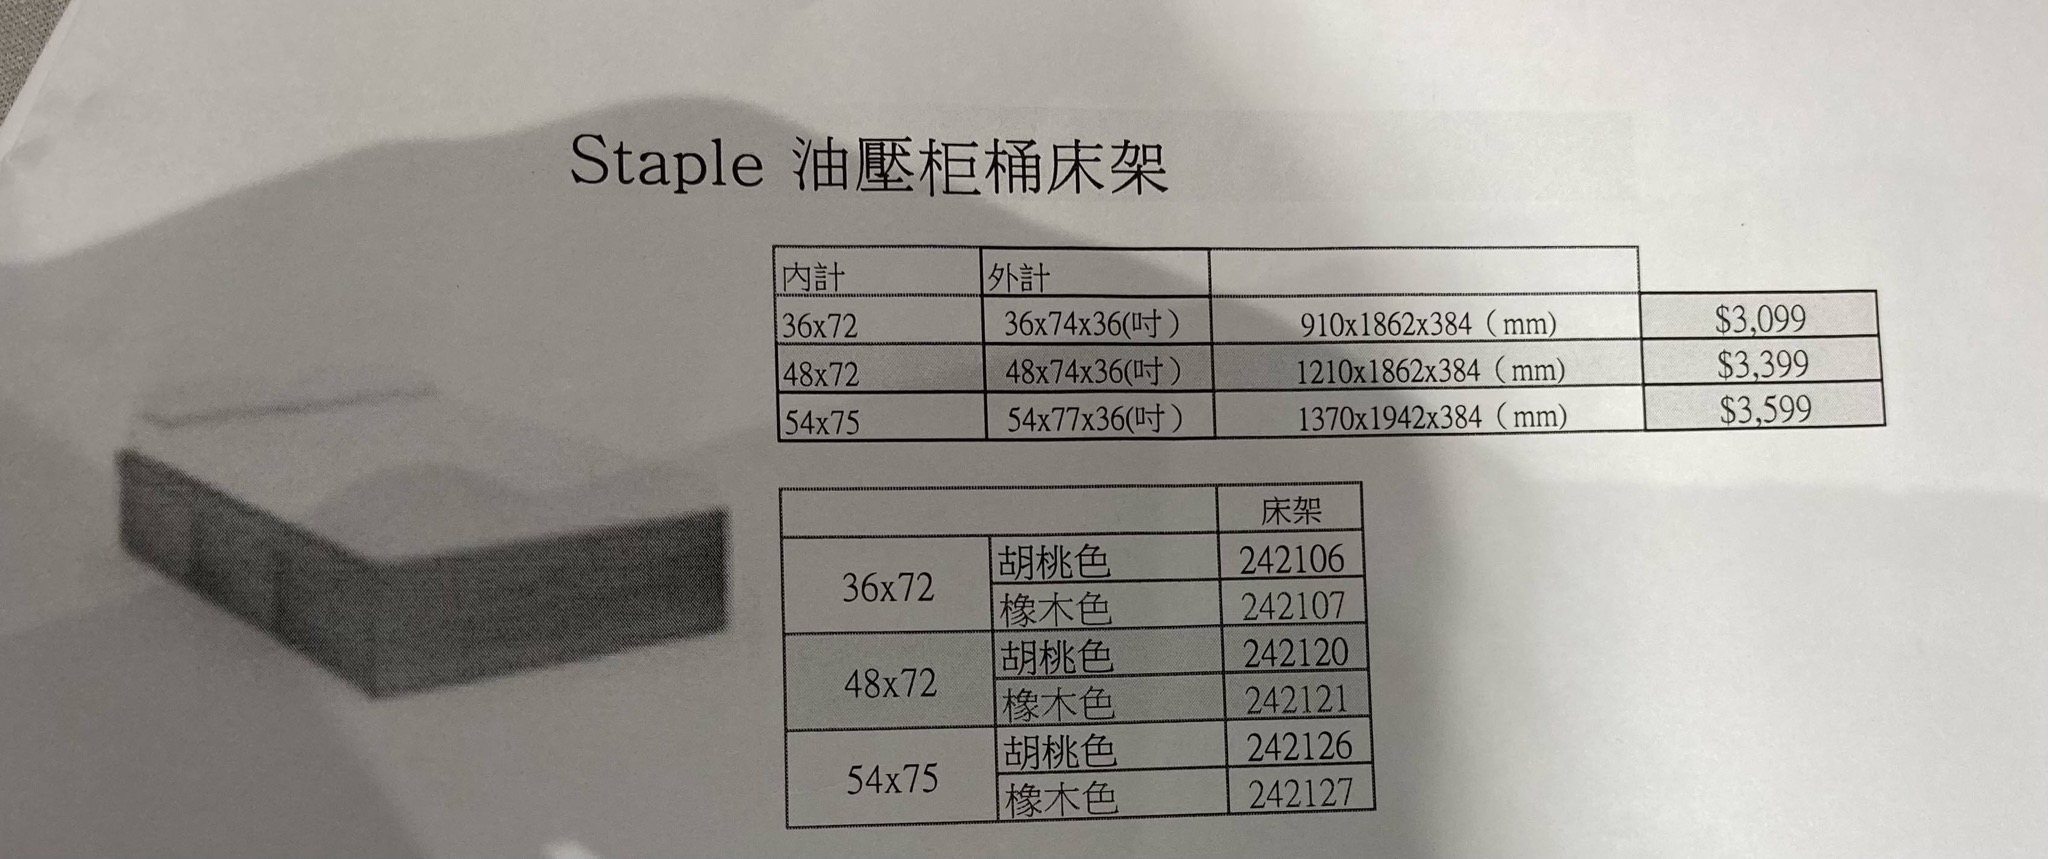 Staple 油壓柜桶床架
內計 外計
36x72 36x74x36(吋） 910x1862x384（mm) $3,099
48x72 48x74x36(吋） 1210x1862x384（mm) $3,399
54x75 54x77x36(吋） 1370x1942x384（mm) $3,599
床架
36x72 胡桃色 242106
橡木色 242107
48x72 胡桃色 242120
橡木色 242121
54x75 胡桃色 242126
橡木色 242127